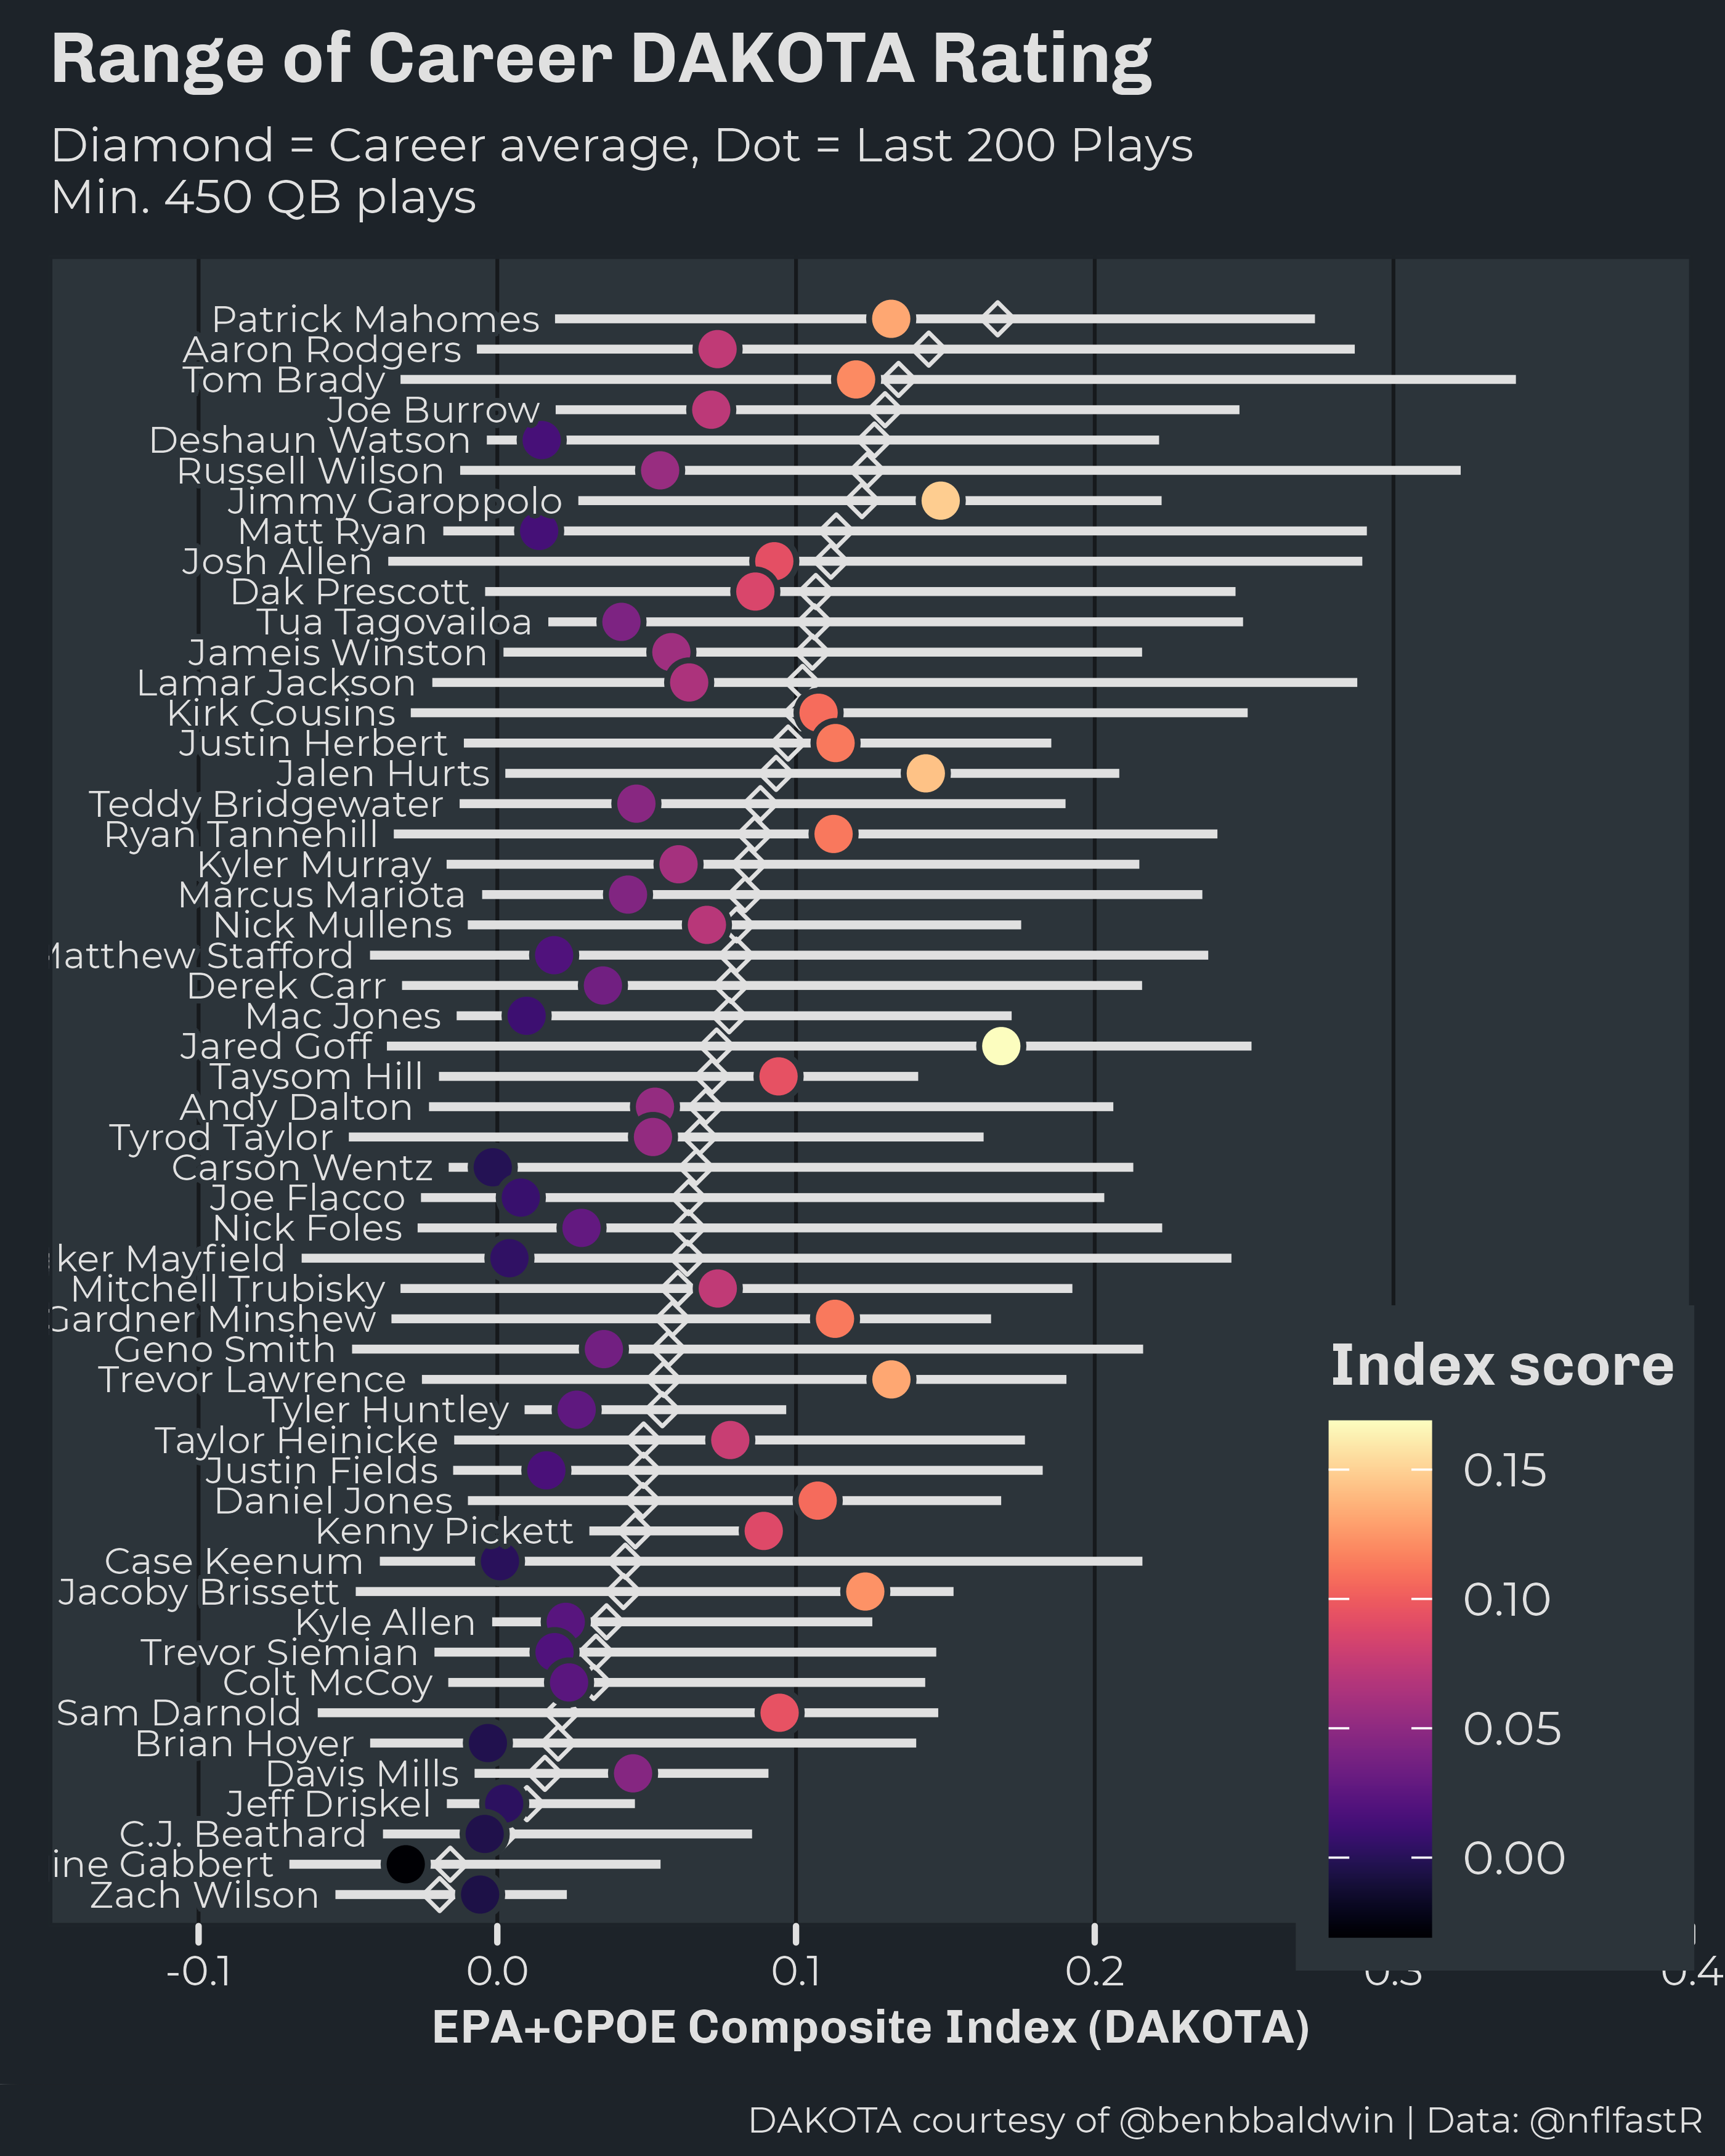 Range of Career DAKOTA Rating
Diamond = Career average, Dot = Last 200 Plays
Min. 450 QB plays
Patrick Mahomes
Aaron Rodgers
Tom Brady
Joe Burrow
Deshaun Watson
Russell Wilson
Jimmy Garoppolo
Matt Ryan
Josh Allen
Dak Prescott
Tua Tagovailoa
Jameis Winston
Lamar Jackson
Kirk Cousins
Justin Herbert
Jalen Hurts
Teddy Bridgewater
Ryan Tannehill
Kyler Murray
Marcus Mariota
Nick Mullens
Matthew Stafford
Derek Carr
Mac Jones
Jared Goff
Taysom Hill
Andy Dalton
Tyrod Taylor
Carson Wentz
Joe Flacco
Nick Foles
ker Mayfield
Mitchell Trubisky
Gardner Minshew
Geno Smith
Trevor Lawrence
Tyler Huntley
Taylor Heinicke
Justin Fields
Daniel Jones
Kenny Pickett
Case Keenum
Jacoby Brissett
Kyle Allen
Trevor Siemian
Colt McCoy
Sam Darnold
Brian Hoyer
Davis Mills
Jeff Driskel
C.J. Beathard
ine Gabbert
Zach Wilson
Index score
0.15
0.10
0.05
0.00
-0.1 0.0 0.1 0.2 0.3 0.4
EPA+CPOE Composite Index (DAKOTA)
DAKOTA courtesy of @benbbaldwin | Data: @nflfastR